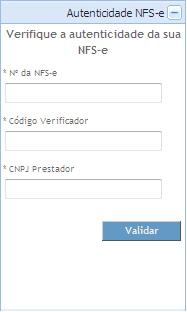 Autenticidade NFS-e
Verifique a autenticidade da sua
NFS-e
* Nº da NFS-e
* Código Verificador
* CNPJ Prestador
Validar